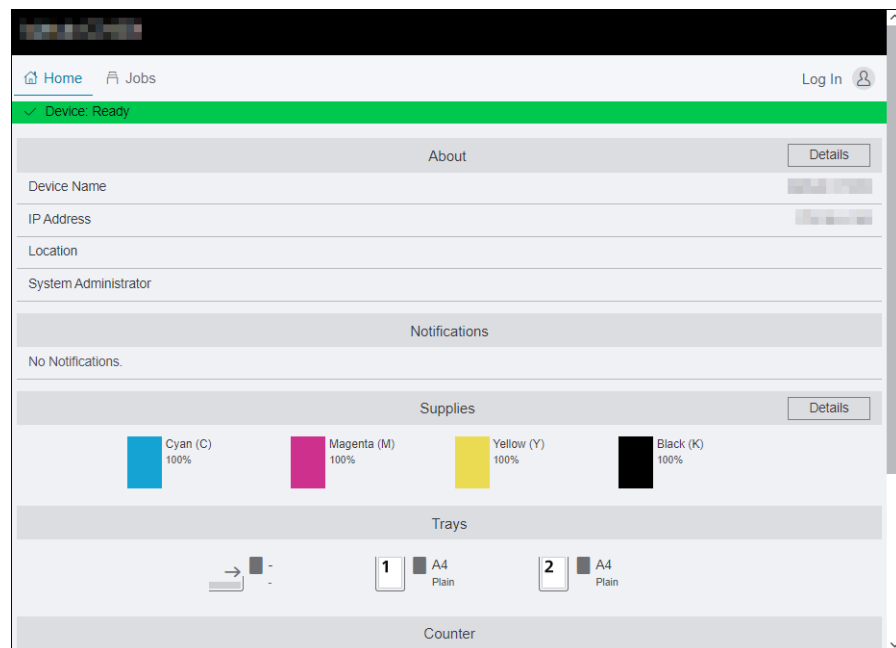 Home Jobs Log In
Device: Ready
About Details
Device Name
IP Address
Location
System Administrator
Notifications
No Notifications.
Supplies Details
Cyan (C) Magenta (M) Yellow (Y) Black (K)
100% 100% 100% 100%
Trays
- 1 A4 2 A4
- Plain Plain
Counter